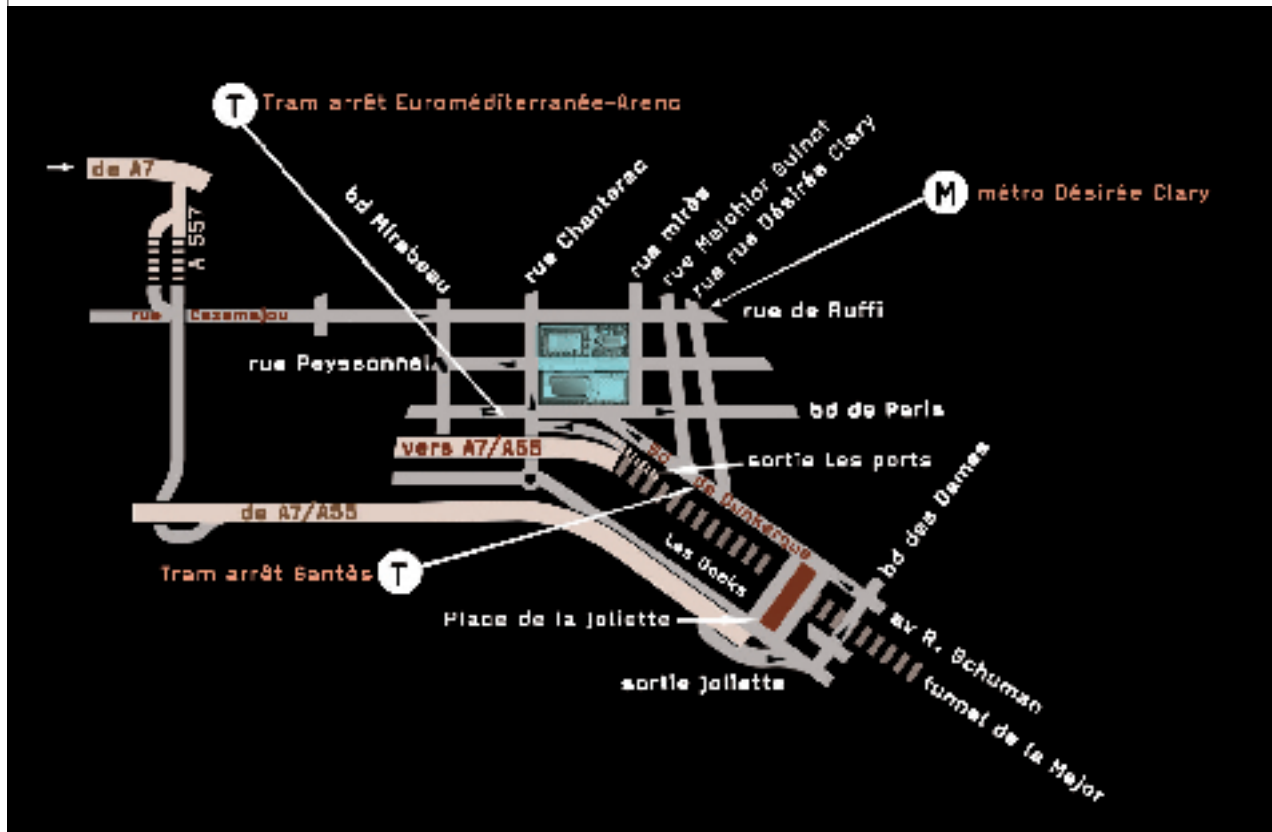 T Tram arrêt Euroméditerranée-Arenc
de A7
A 557
bd Mirabeau
rue Chanterac
rue mirès
rue Melchior Guinot
rue rue Désirée Clary
M métro Désirée Clary
rue Cazemajou
rue de Ruffi
rue Peyssonnel
bd de Paris
vers A7/A55
sortie Les ports
bd de Dunkerque
de A7/A55
bd des Dames
Les Docks
Tram arrêt Gantès T
Place de la Joliette
av R. Schuman
sortie Joliette
tunnel de la Major